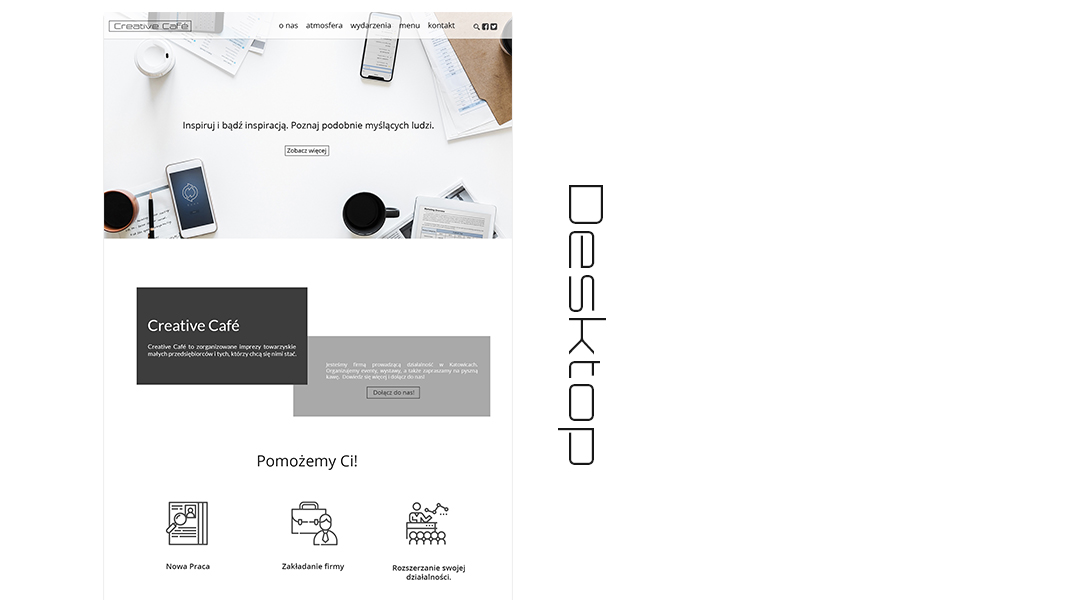 Creative Café
o nas atmosfera wydarzenia menu kontakt
Inspiruj i bądź inspiracją. Poznaj podobnie myślących ludzi.
Zobacz więcej
Creative Café
Creative Café to zorganizowane imprezy towarzyskie
małych przedsiębiorców i tych, którzy chcą się nimi stać.
Jesteśmy firmą prowadzącą działalność w Katowicach.
Organizujemy eventy, wystawy, a także zapraszamy na pyszną
kawę. Dowiedz się więcej i dołącz do nas!
Dołącz do nas!
Pomożemy Ci!
Nowa Praca
Zakładanie firmy
Rozszerzanie swojej
działalności.
Desktop